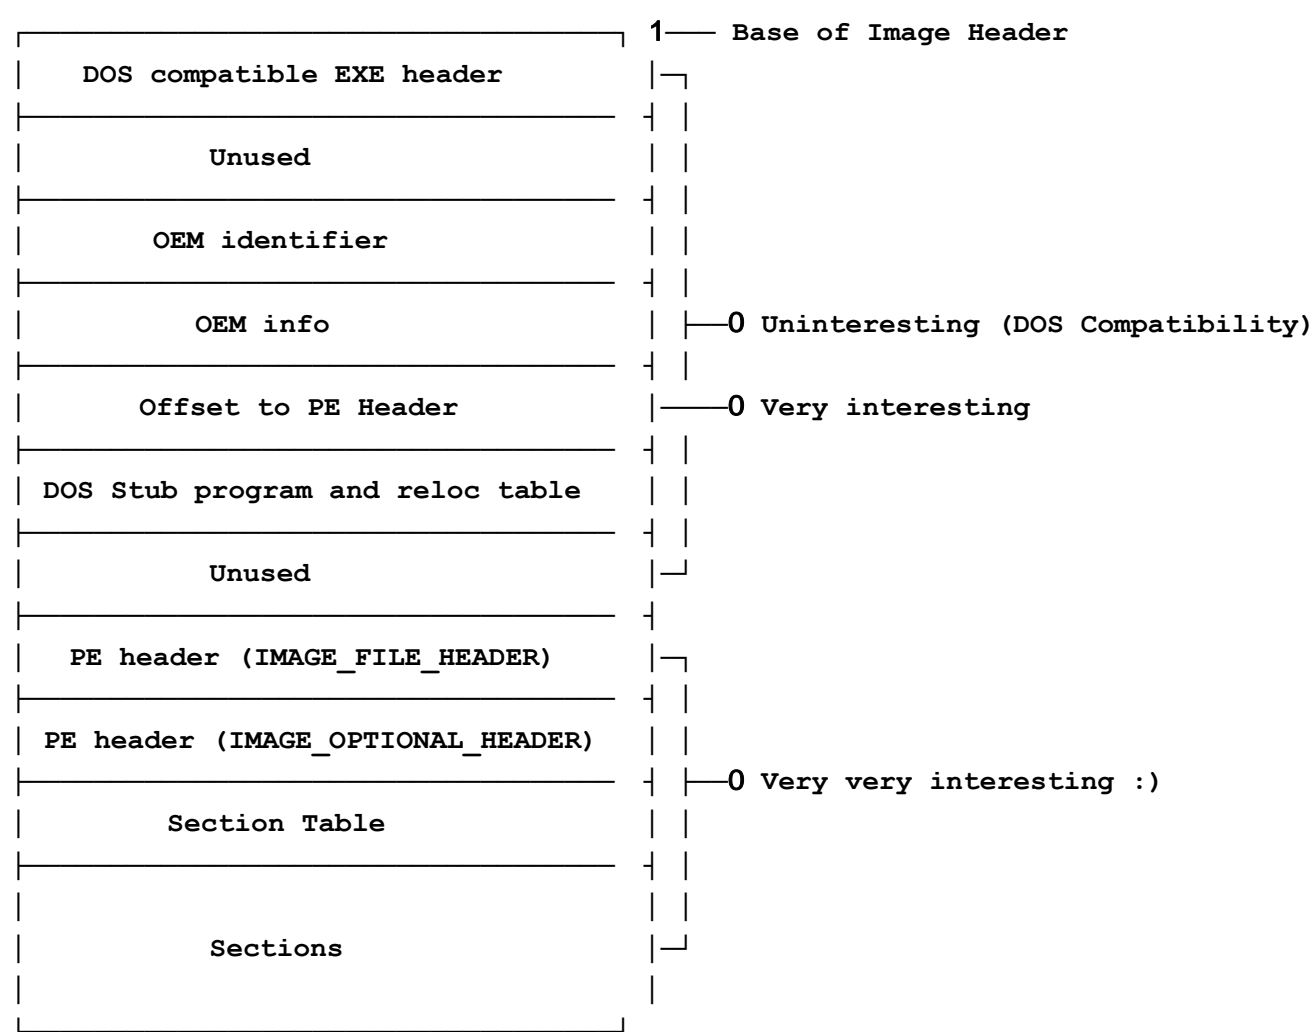 1 Base of Image Header
DOS compatible EXE header
Unused
OEM identifier
OEM info 0 Uninteresting (DOS Compatibility)
Offset to PE Header 0 Very interesting
DOS Stub program and reloc table
Unused
PE header (IMAGE_FILE_HEADER)
PE header (IMAGE_OPTIONAL_HEADER)
0 Very very interesting :)
Section Table
Sections